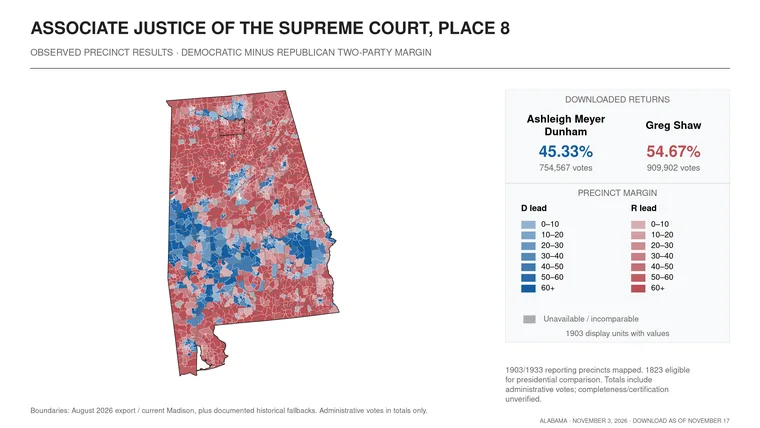 ASSOCIATE JUSTICE OF THE SUPREME COURT, PLACE 8
OBSERVED PRECINCT RESULTS · DEMOCRATIC MINUS REPUBLICAN TWO-PARTY MARGIN
DOWNLOADED RETURNS
Ashleigh Meyer Dunham
Greg Shaw
45.33%
54.67%
754,567 votes
909,902 votes
PRECINCT MARGIN
D lead
R lead
0–10
0–10
10–20
10–20
20–30
20–30
30–40
30–40
40–50
40–50
50–60
50–60
60+
60+
Unavailable / incomparable
1903 display units with values
1903/1933 reporting precincts mapped. 1823 eligible
for presidential comparison. Totals include
administrative votes; completeness/certification
unverified.
Boundaries: August 2026 export / current Madison, plus documented historical fallbacks. Administrative votes in totals only.
ALABAMA · NOVEMBER 3, 2026 · DOWNLOAD AS OF NOVEMBER 17